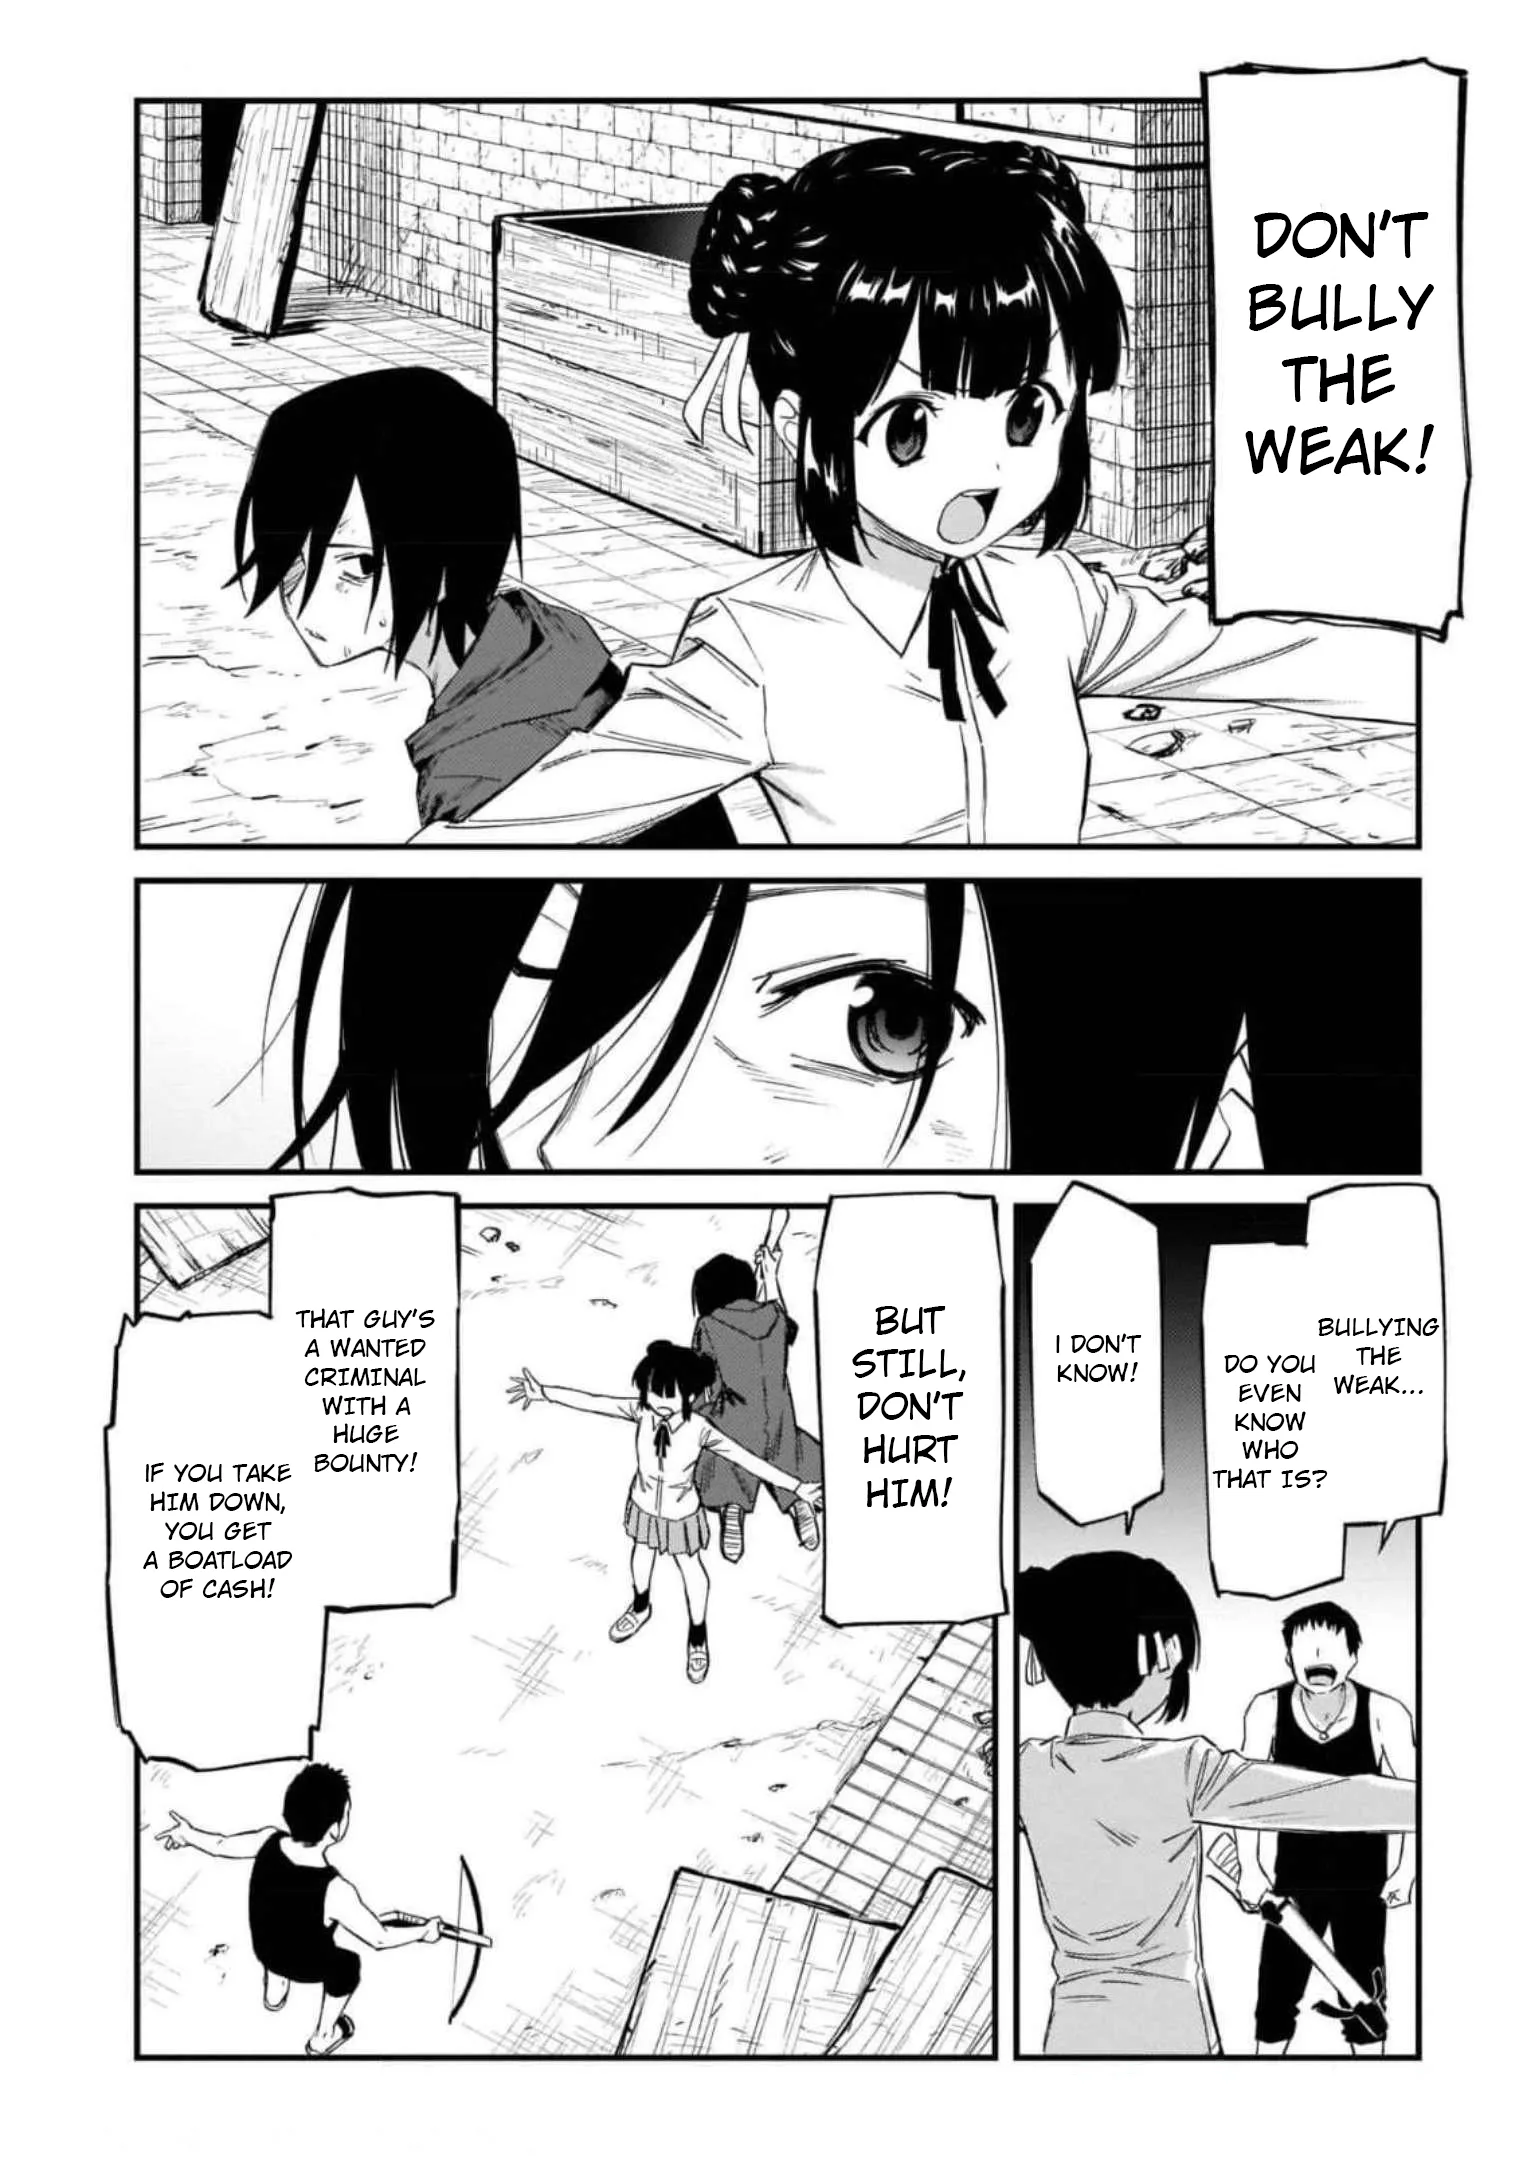 DON'T
BULLY
THE
WEAK!
BULLYING
THE
WEAK...
DO YOU
EVEN
KNOW
WHO
THAT IS?
I DON'T
KNOW!
BUT
STILL,
DON'T
HURT
HIM!
THAT GUY'S
A WANTED
CRIMINAL
WITH A
HUGE
BOUNTY!
IF YOU TAKE
HIM DOWN,
YOU GET
A BOATLOAD
OF CASH!